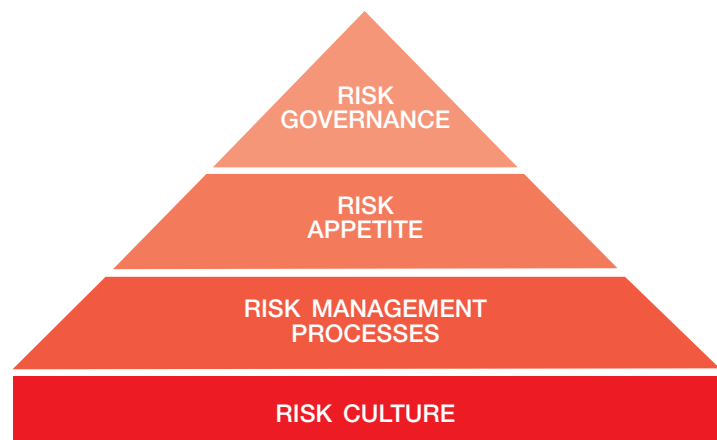 RISK
GOVERNANCE
RISK
APPETITE
RISK MANAGEMENT
PROCESSES
RISK CULTURE